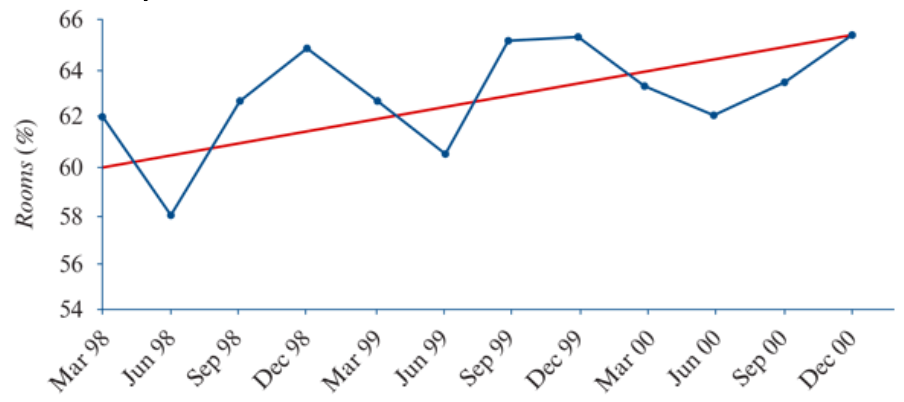 66
64
62
60
58
56
54
Rooms (%)
Mar 98
Jun 98
Sep 98
Dec 98
Mar 99
Jun 99
Sep 99
Dec 99
Mar 00
Jun 00
Sep 00
Dec 00